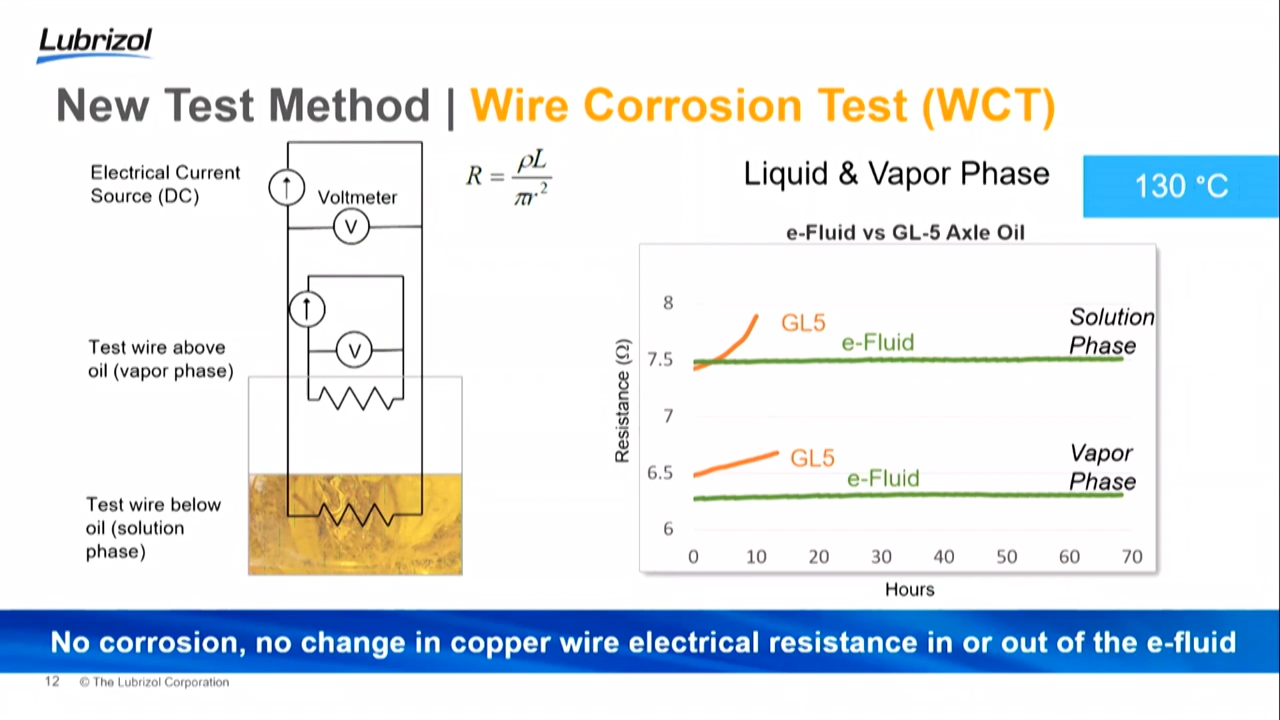 Lubrizol
New Test Method | Wire Corrosion Test (WCT)
Electrical Current
Source (DC)
Voltmeter
V
V
Test wire above
oil (vapor phase)
Test wire below
oil (solution
phase)
R = ρL / πr²
Liquid & Vapor Phase
130 °C
e-Fluid vs GL-5 Axle Oil
Resistance (Ω)
8
7.5
7
6.5
6
GL5
e-Fluid
Solution
Phase
GL5
e-Fluid
Vapor
Phase
0 10 20 30 40 50 60 70
Hours
No corrosion, no change in copper wire electrical resistance in or out of the e-fluid
12 © The Lubrizol Corporation